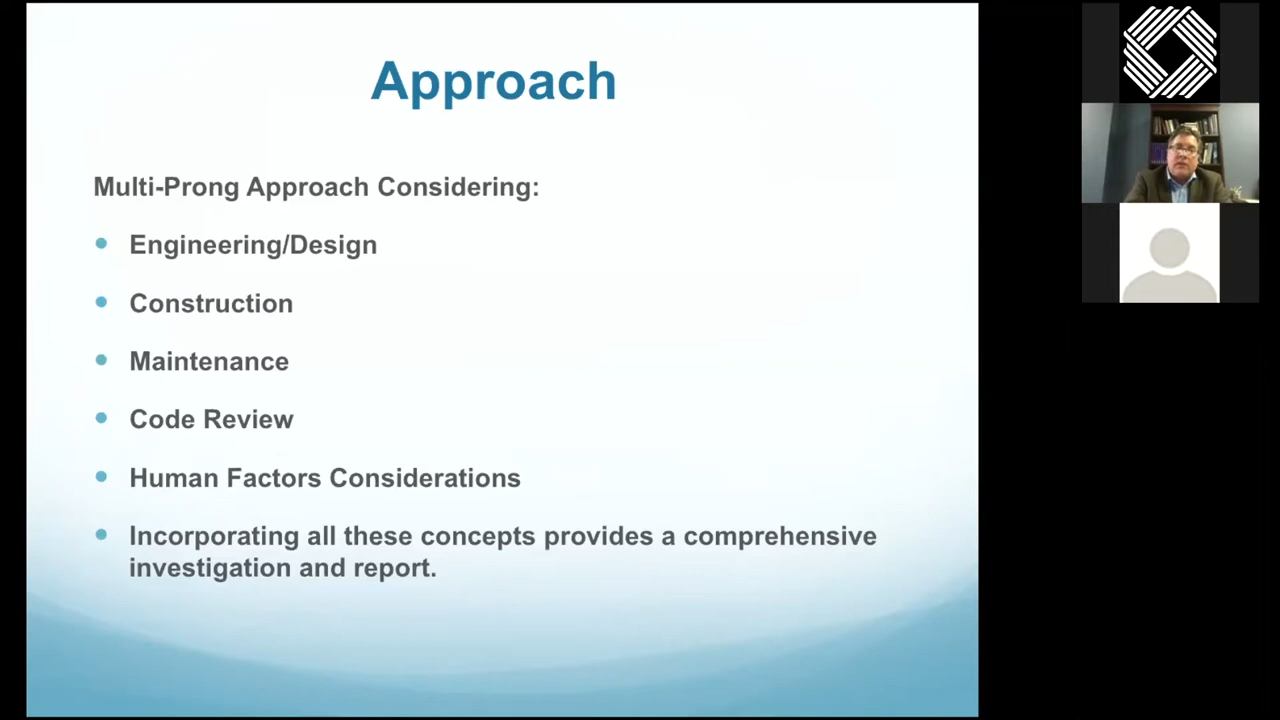 Approach
Multi-Prong Approach Considering:
Engineering/Design
Construction
Maintenance
Code Review
Human Factors Considerations
Incorporating all these concepts provides a comprehensive
investigation and report.